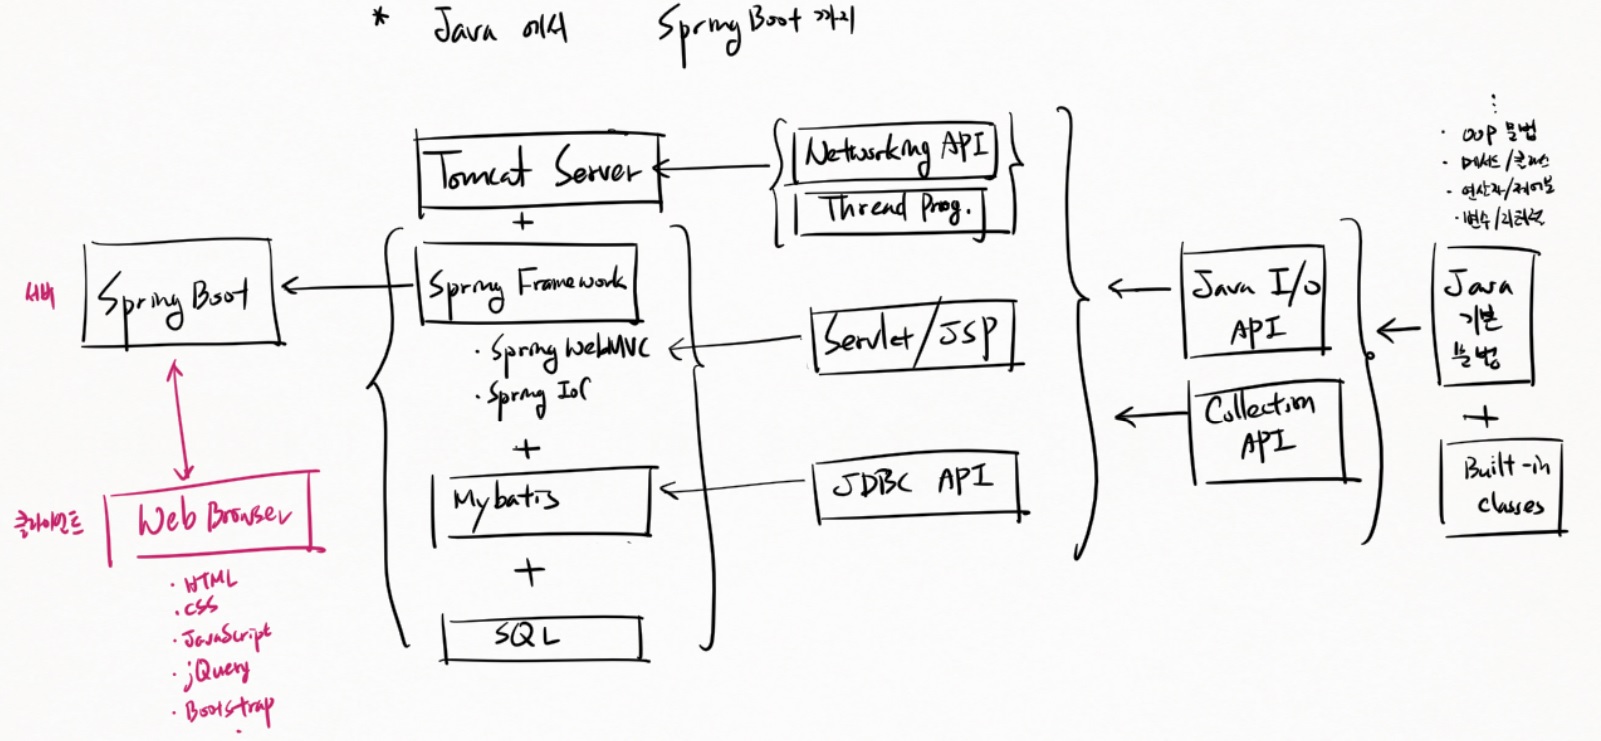 * Java 에서 Spring Boot 까지
Tomcat Server
+
Spring Framework
· Spring WebMVC
· Spring IoC
+
Mybatis
+
SQL
서버
Spring Boot
클라이언트
Web Browser
· HTML
· CSS
· JavaScript
· jQuery
· Bootstrap
Networking API
Thread Prog.
Servlet/JSP
JDBC API
Java I/O
API
Collection
API
· OOP 문법
· 메서드/클래스
· 연산자/제어문
· 변수/리터럴
Java
기본
문법
+
Built-in
classes